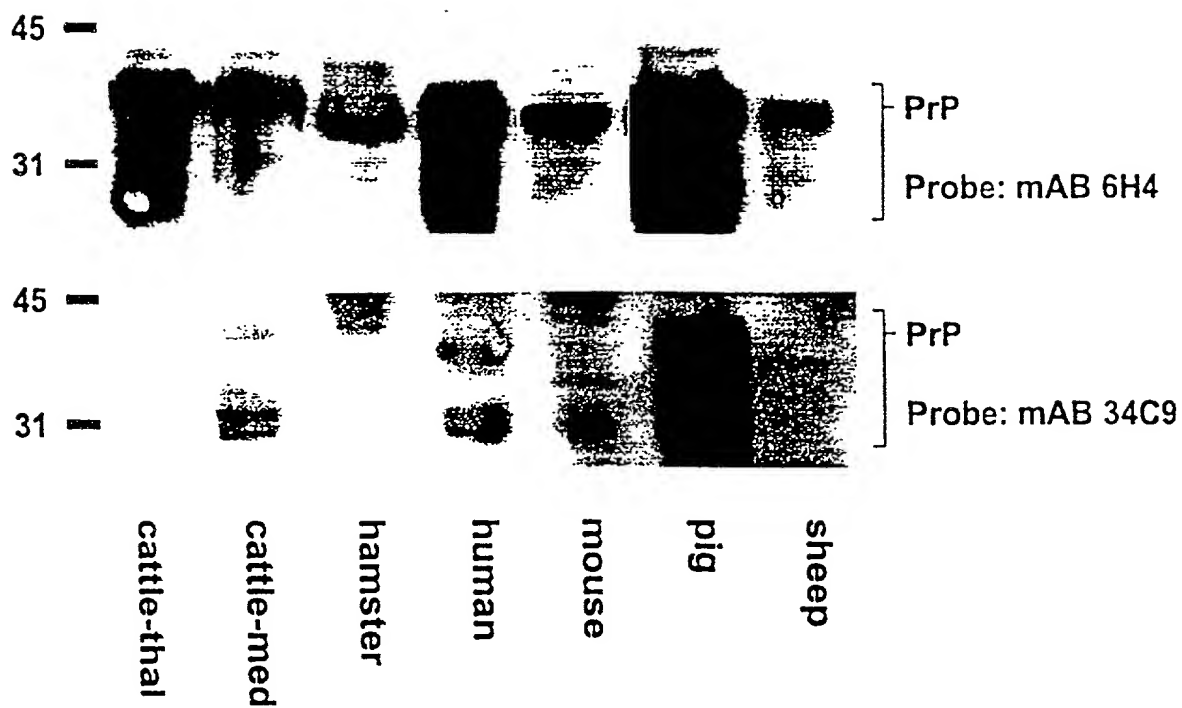 45
31
PrP
Probe: mAB 6H4
45
31
PrP
Probe: mAB 34C9
cattle-thal
cattle-med
hamster
human
mouse
pig
sheep